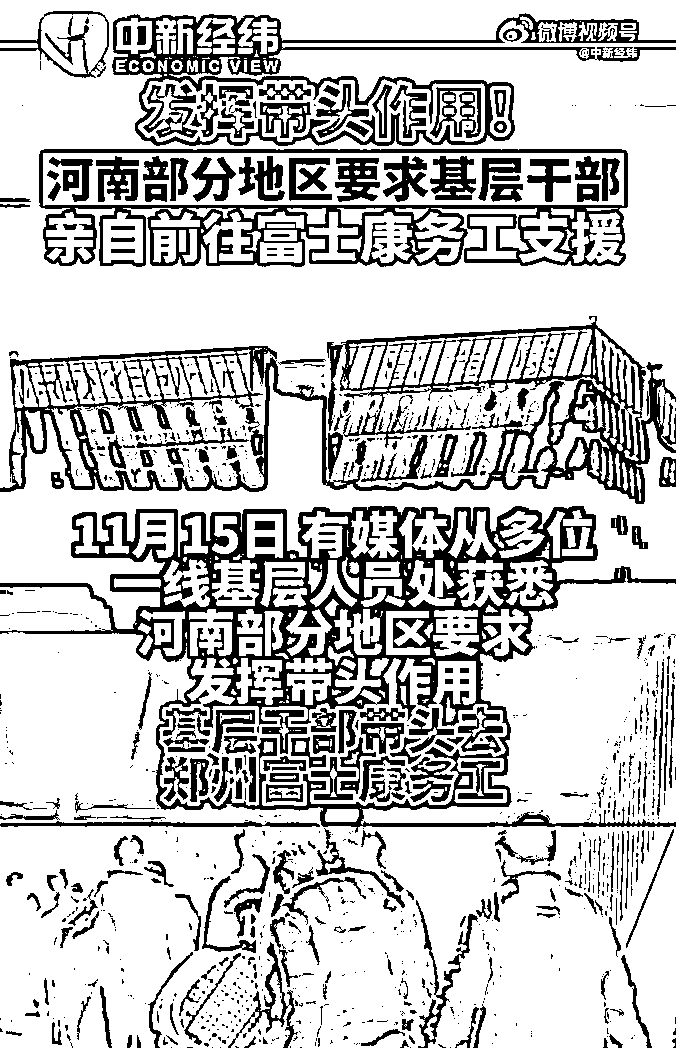 中新经纬
ECONOMIC VIEW
微博视频号
@中新经纬
发挥带头作用!
河南部分地区要求基层干部
亲自前往富士康务工支援
11月15日,有媒体从多位
一线基层人员处获悉
河南部分地区要求
发挥带头作用
基层干部带头去
郑州富士康务工